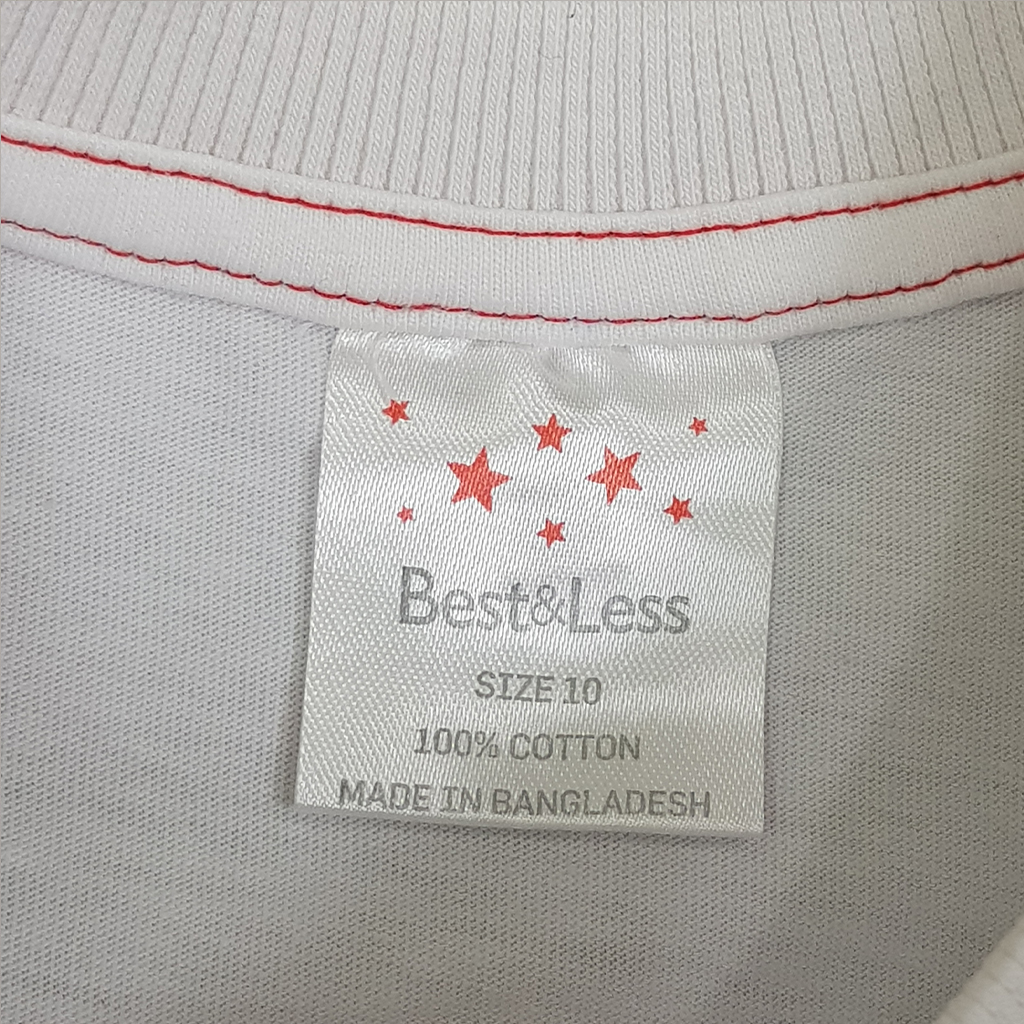 Best&Less
SIZE 10
100% COTTON
MADE IN BANGLADESH